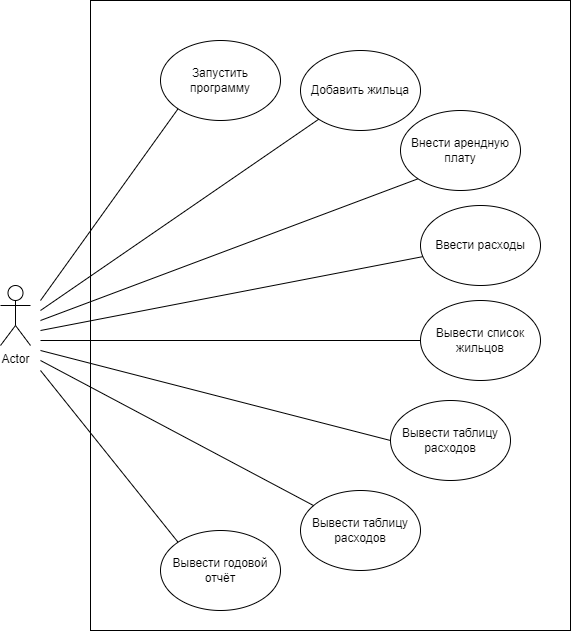 Запустить
программу
Добавить жильца
Внести арендную
плату
Ввести расходы
Вывести список
жильцов
Actor
Вывести таблицу
расходов
Вывести таблицу
расходов
Вывести годовой
отчёт